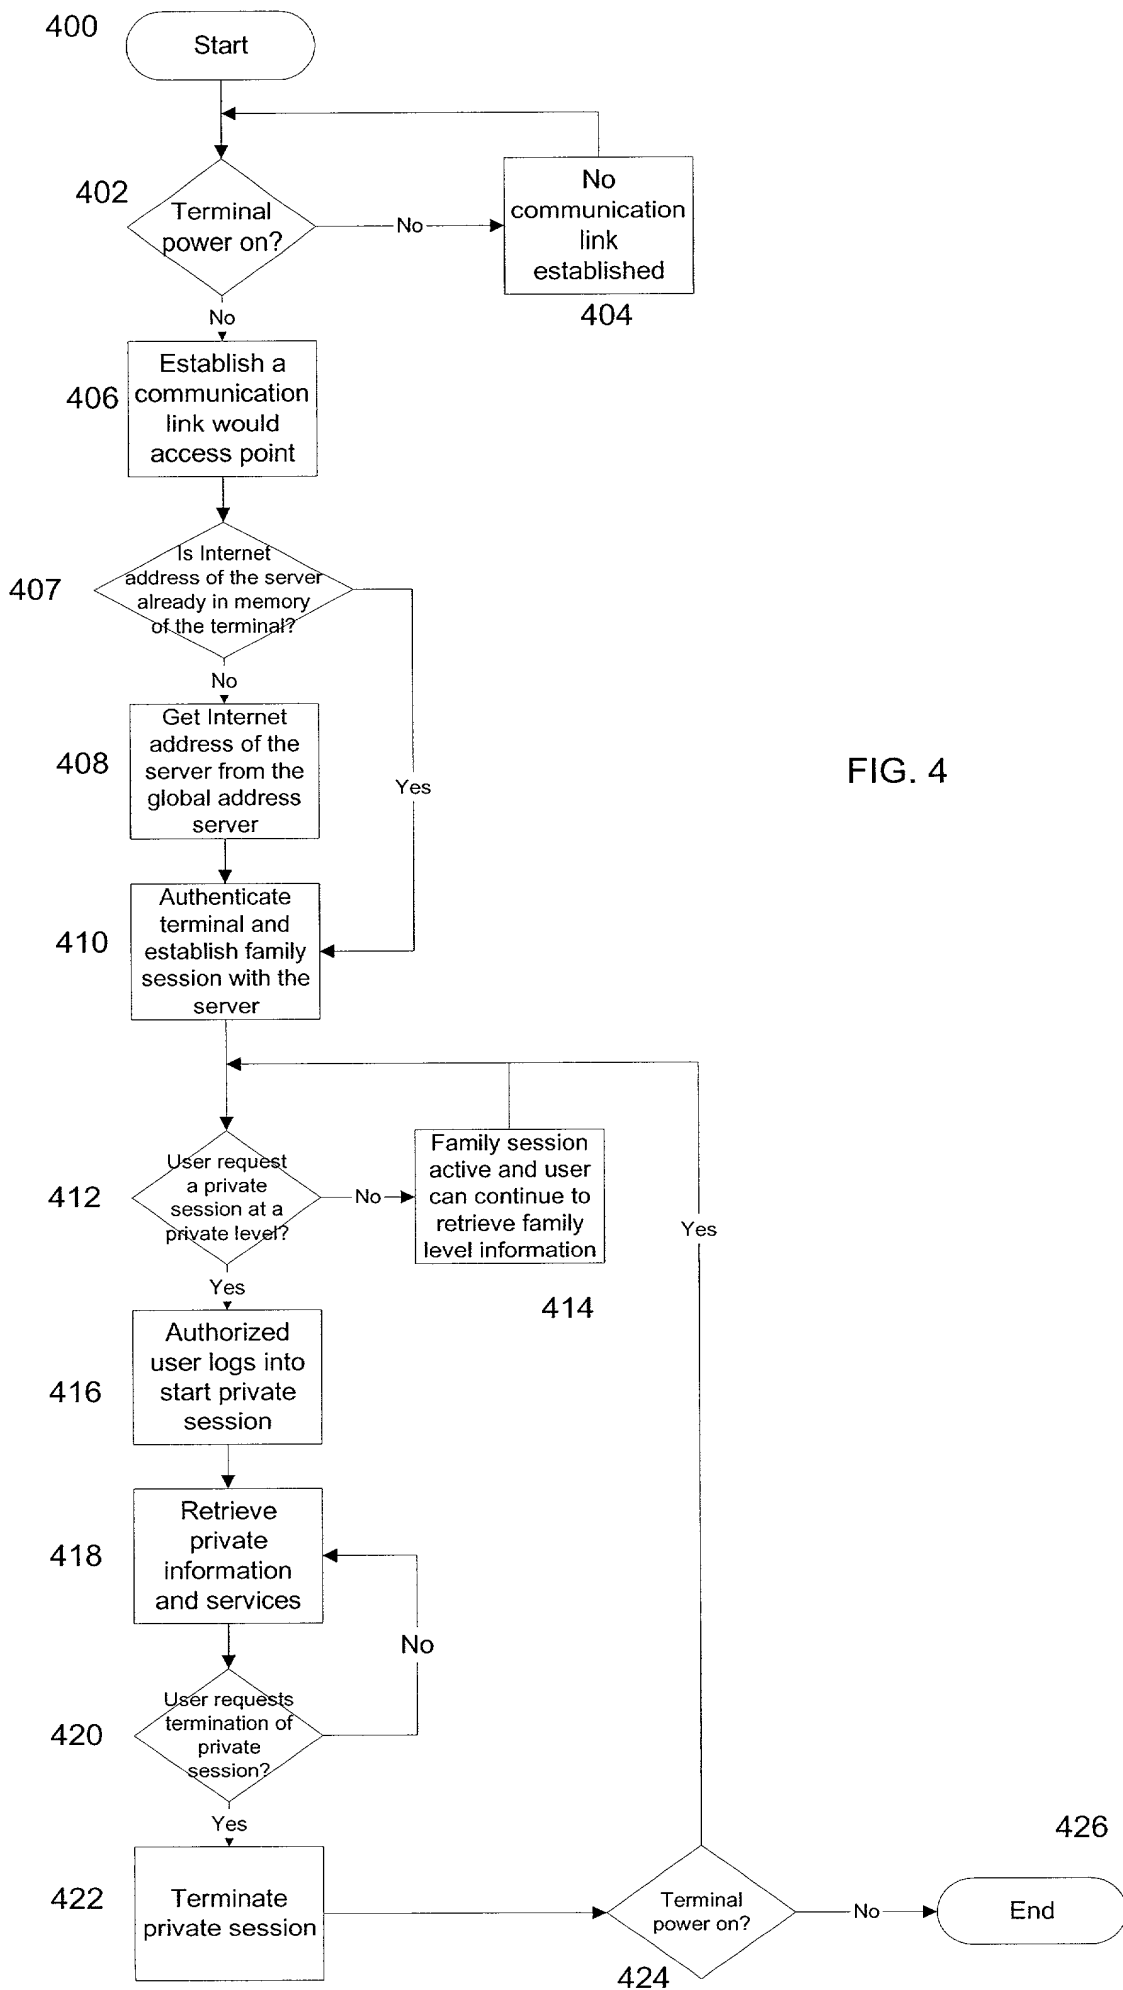 400
Start
402
Terminal
power on?
No
No
communication
link
established
404
No
406
Establish a
communication
link would
access point
407
Is Internet
address of the server
already in memory
of the terminal?
No
Yes
408
Get Internet
address of the
server from the
global address
server
FIG. 4
410
Authenticate
terminal and
establish family
session with the
server
412
User request
a private
session at a
private level?
No
Family session
active and user
can continue to
retrieve family
level information
414
Yes
Yes
416
Authorized
user logs into
start private
session
418
Retrieve
private
information
and services
No
420
User requests
termination of
private
session?
Yes
422
Terminate
private session
Terminal
power on?
424
No
426
End